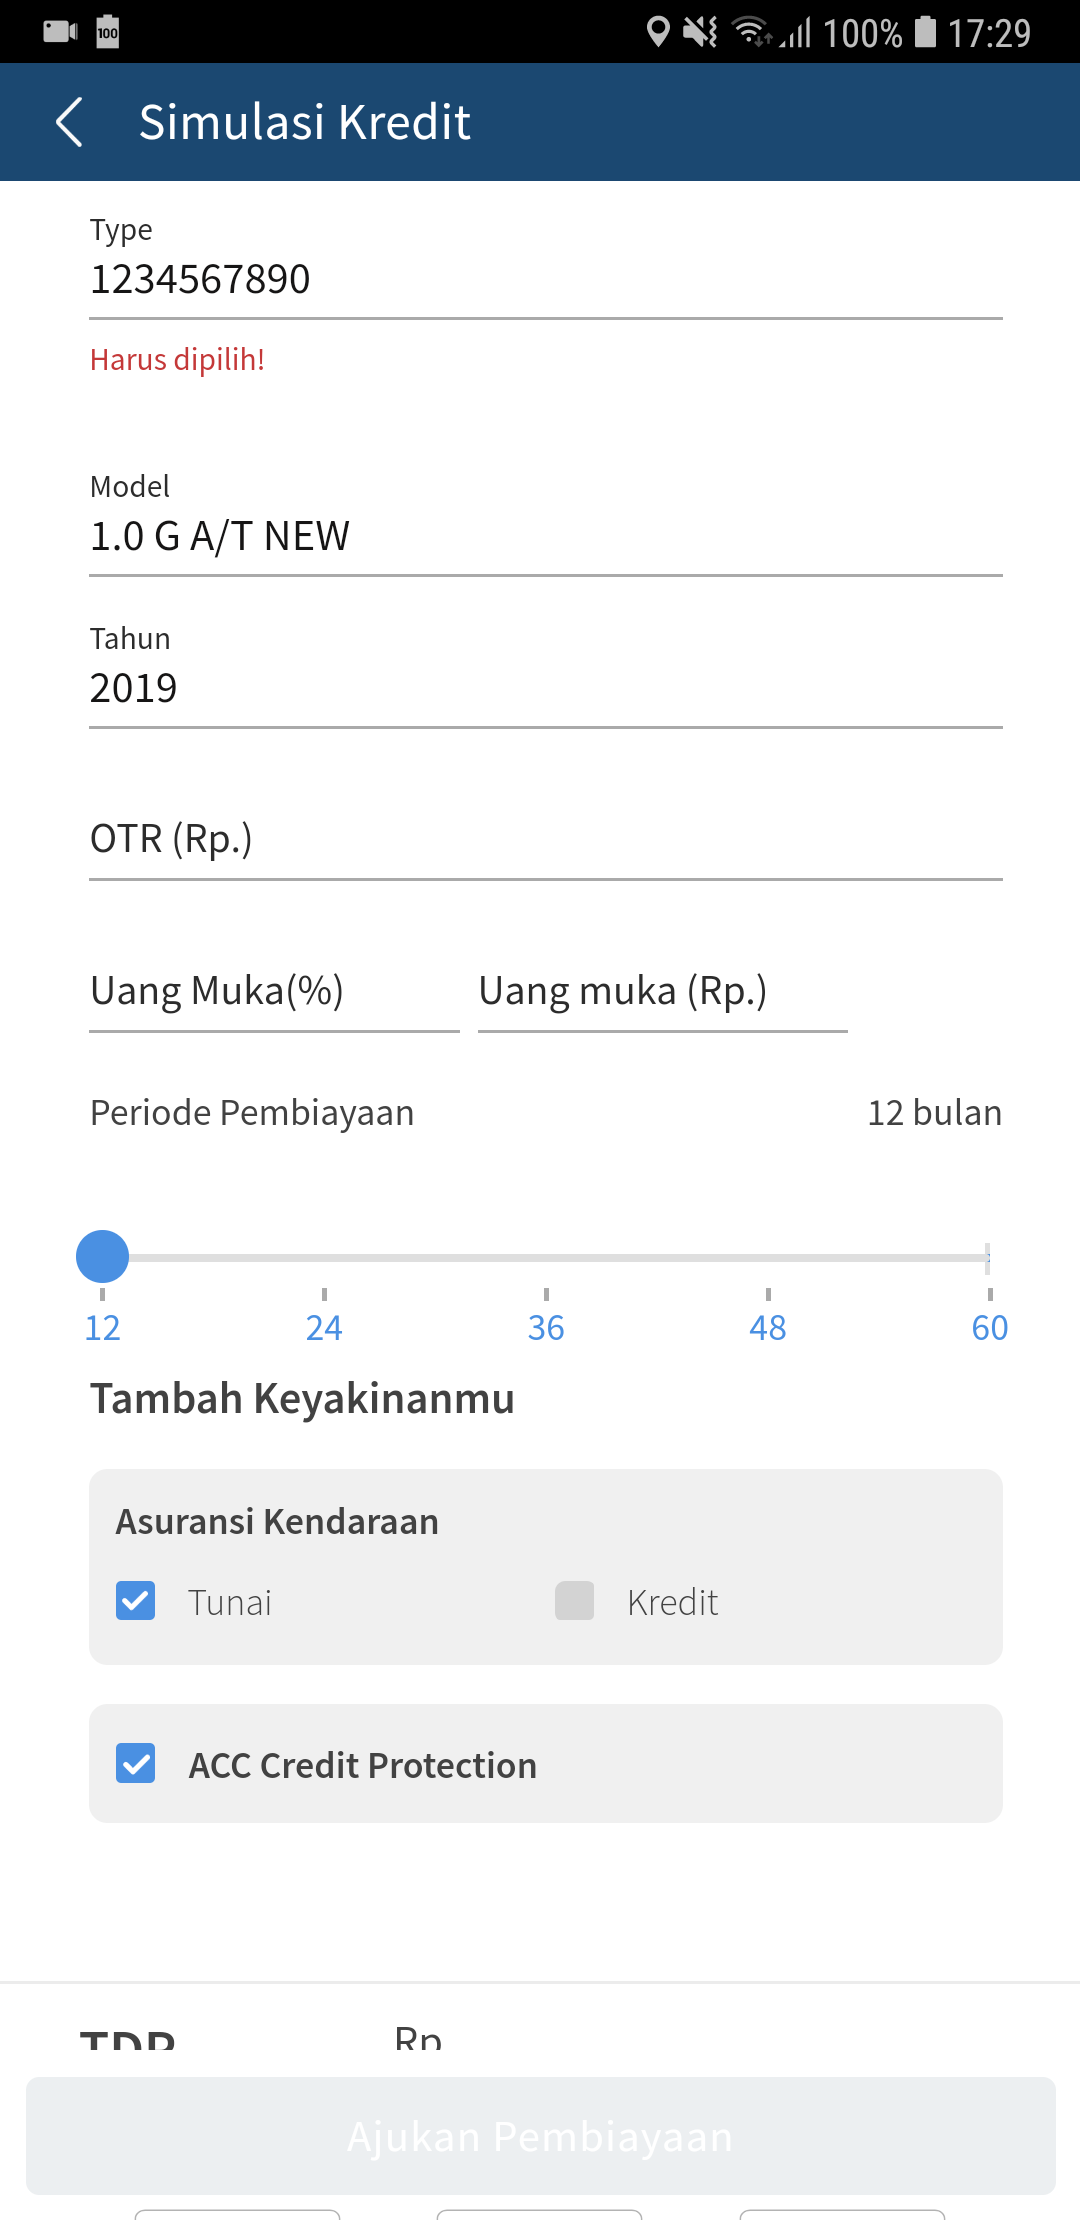 100 100% 17:29
Simulasi Kredit
Type
1234567890
Harus dipilih!
Model
1.0 G A/T NEW
Tahun
2019
OTR (Rp.)
Uang Muka(%) Uang muka (Rp.)
Periode Pembiayaan 12 bulan
12 24 36 48 60
Tambah Keyakinanmu
Asuransi Kendaraan
Tunai Kredit
ACC Credit Protection
TDP Rp
Ajukan Pembiayaan